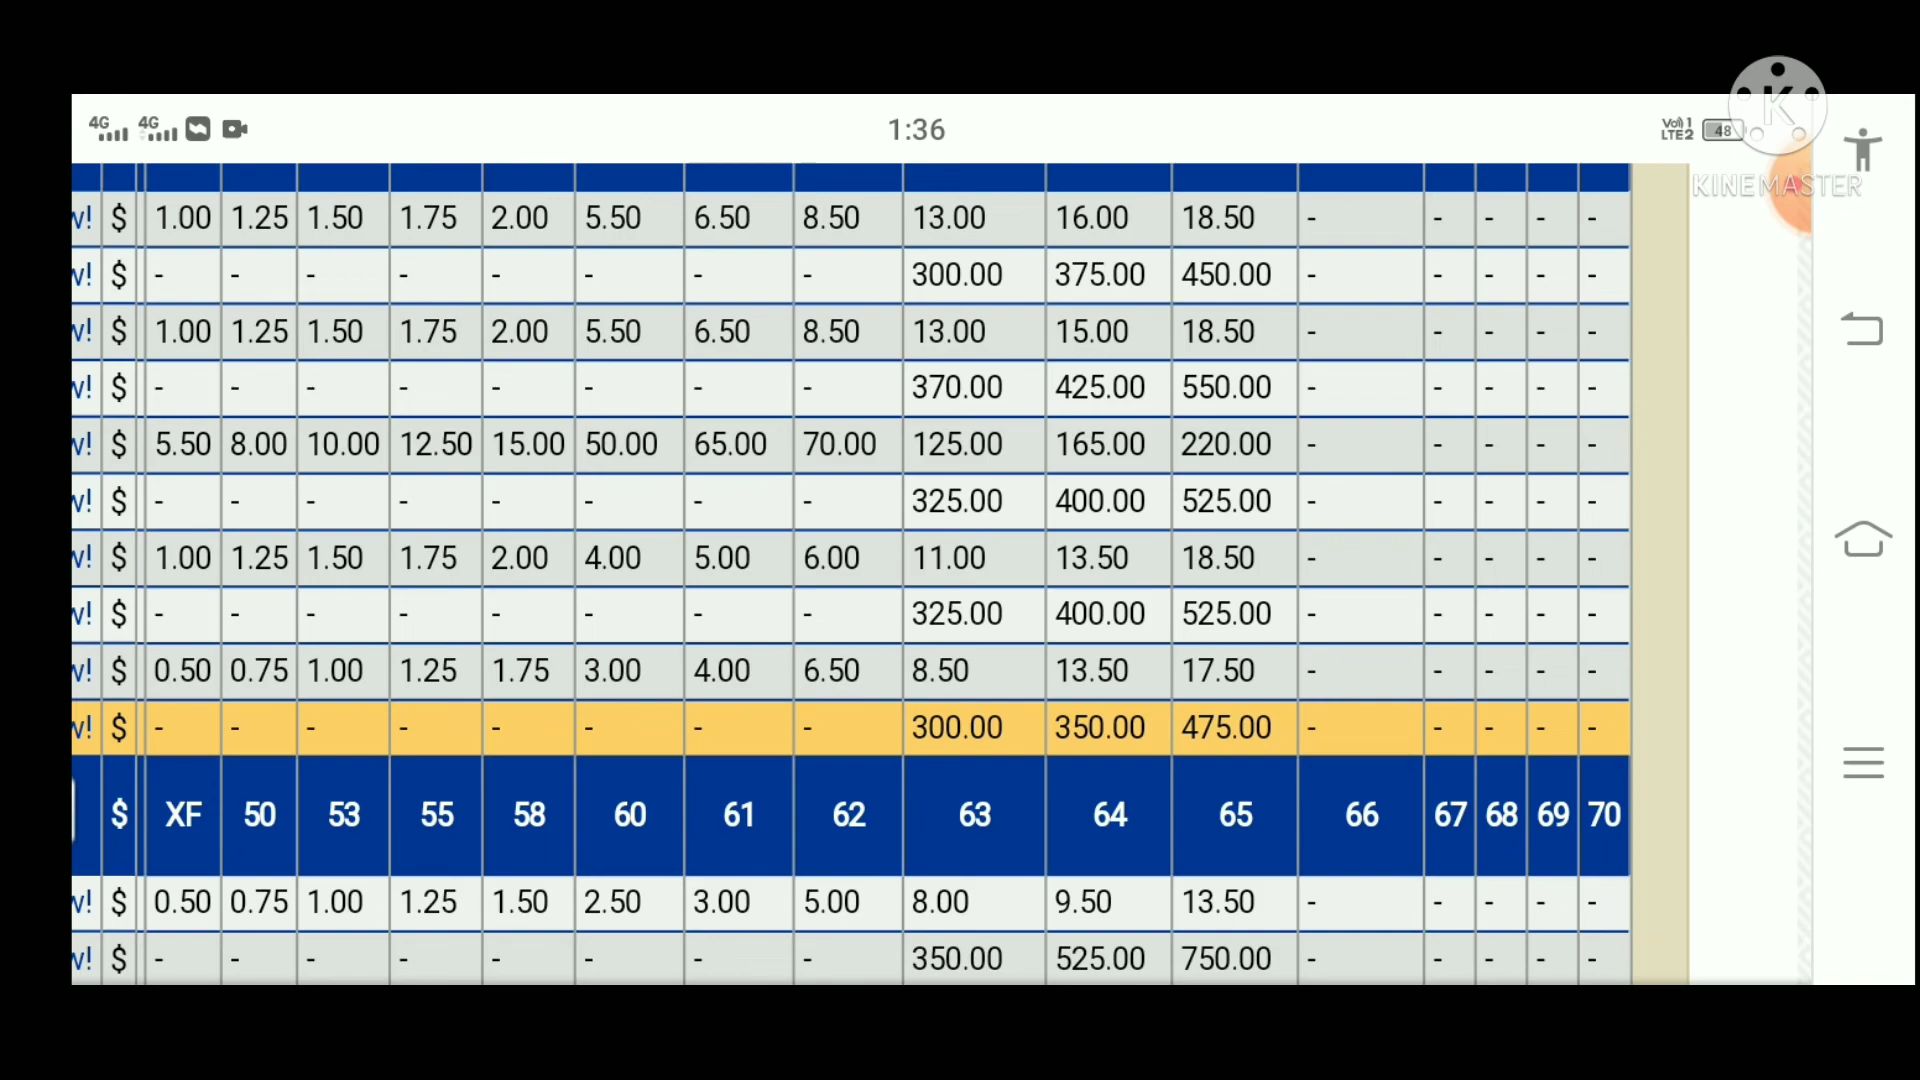 4G 4G 1:36 Vo) 1 LTE2 48
K
KINEMASTER
w! $ 1.00 1.25 1.50 1.75 2.00 5.50 6.50 8.50 13.00 16.00 18.50 - - - - -
w! $ - - - - - - - - 300.00 375.00 450.00 - - - - -
w! $ 1.00 1.25 1.50 1.75 2.00 5.50 6.50 8.50 13.00 15.00 18.50 - - - - -
w! $ - - - - - - - - 370.00 425.00 550.00 - - - - -
w! $ 5.50 8.00 10.00 12.50 15.00 50.00 65.00 70.00 125.00 165.00 220.00 - - - - -
w! $ - - - - - - - - 325.00 400.00 525.00 - - - - -
w! $ 1.00 1.25 1.50 1.75 2.00 4.00 5.00 6.00 11.00 13.50 18.50 - - - - -
w! $ - - - - - - - - 325.00 400.00 525.00 - - - - -
w! $ 0.50 0.75 1.00 1.25 1.75 3.00 4.00 6.50 8.50 13.50 17.50 - - - - -
w! $ - - - - - - - - 300.00 350.00 475.00 - - - - -
$ XF 50 53 55 58 60 61 62 63 64 65 66 67 68 69 70
w! $ 0.50 0.75 1.00 1.25 1.50 2.50 3.00 5.00 8.00 9.50 13.50 - - - - -
w! $ - - - - - - - - 350.00 525.00 750.00 - - - - -